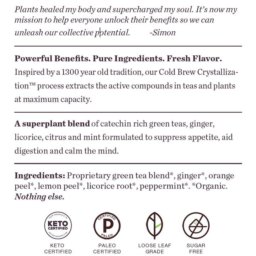 Plants healed my body and supercharged my soul. It's now my
mission to help everyone unlock their benefits so we can
unleash our collective potential. -Simon
Powerful Benefits. Pure Ingredients. Fresh Flavor.
Inspired by a 1300 year old tradition, our Cold Brew Crystalliza-
tion™ process extracts the active compounds in teas and plants
at maximum capacity.
A superplant blend of catechin rich green teas, ginger,
licorice, citrus and mint formulated to suppress appetite, aid
digestion and calm the mind.
Ingredients: Proprietary green tea blend*, ginger*, orange
peel*, lemon peel*, licorice root*, peppermint*. *Organic.
Nothing else.
KETO
CERTIFIED
KETO
CERTIFIED
PALEO
CERTIFIED
LOOSE LEAF
GRADE
SUGAR
FREE